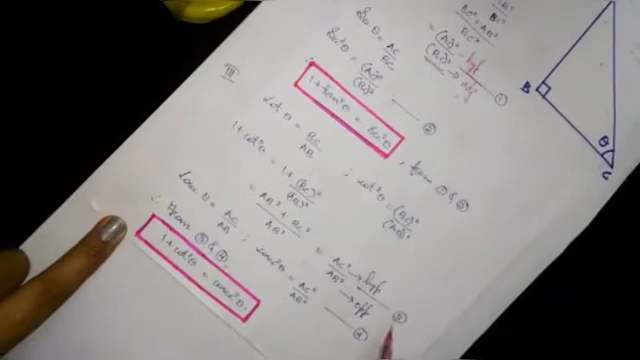 AC² + AB²
BC²
= (AC)² → hyp
(BC)² → adj ①
Sec θ = AC/BC
Sec²θ = (AC)²/(BC)² ②
∴ 1 + tan²θ = Sec²θ, from ① & ②
III
Cot θ = BC/AB ; Cot²θ = (BC)²/(AB)²
1 + cot²θ = 1 + (BC)²/(AB)²
= AB² + BC²/AB² = AC² → hyp/AB² → opp ③
Cosec θ = AC/AB ; cosec²θ = AC²/AB² ④
∴ From ③ & ④,
1 + cot²θ = cosec²θ.
B
θ
C